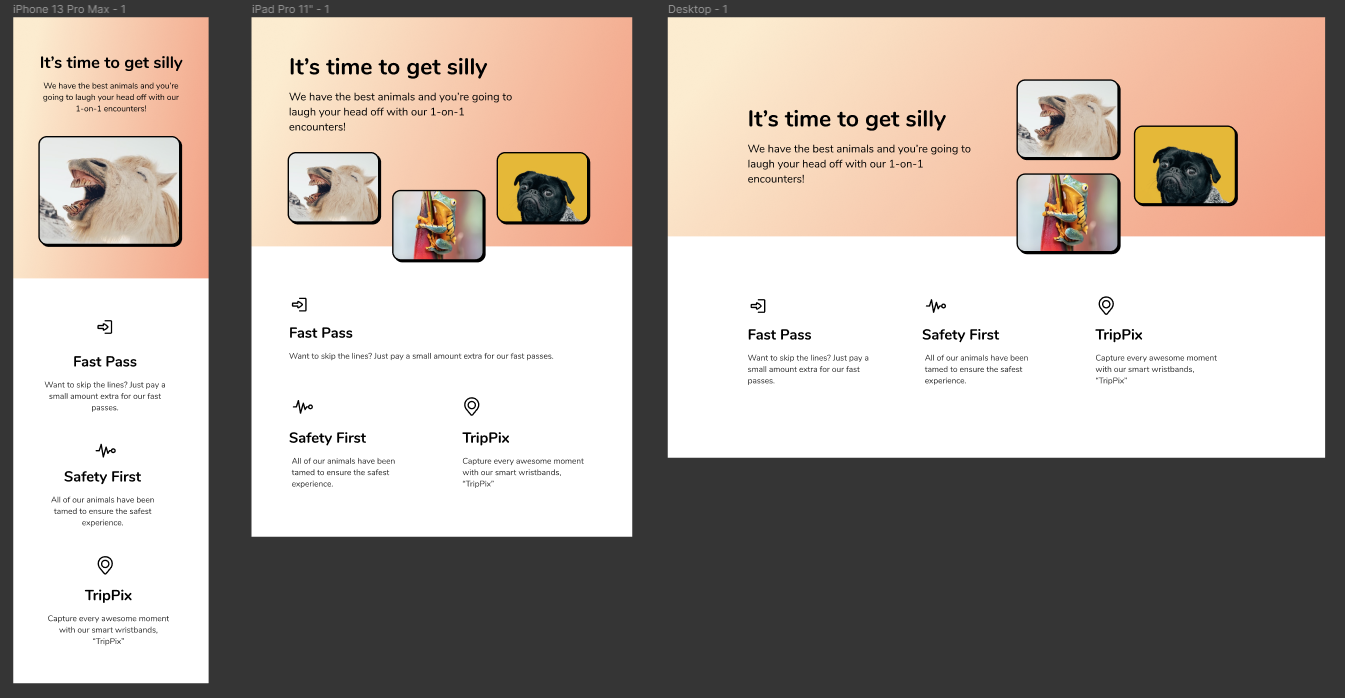 iPhone 13 Pro Max - 1
It’s time to get silly
We have the best animals and you’re
going to laugh your head off with our
1-on-1 encounters!
Fast Pass
Want to skip the lines? Just pay a
small amount extra for our fast
passes.
Safety First
All of our animals have been
tamed to ensure the safest
experience.
TripPix
Capture every awesome moment
with our smart wristbands,
“TripPix”
iPad Pro 11" - 1
It’s time to get silly
We have the best animals and you’re going to
laugh your head off with our 1-on-1
encounters!
Fast Pass
Want to skip the lines? Just pay a small amount extra for our fast passes.
Safety First
All of our animals have been
tamed to ensure the safest
experience.
TripPix
Capture every awesome moment
with our smart wristbands,
“TripPix”
Desktop - 1
It’s time to get silly
We have the best animals and you’re going to
laugh your head off with our 1-on-1
encounters!
Fast Pass
Want to skip the lines? Just pay a
small amount extra for our fast
passes.
Safety First
All of our animals have been
tamed to ensure the safest
experience.
TripPix
Capture every awesome moment
with our smart wristbands,
“TripPix”